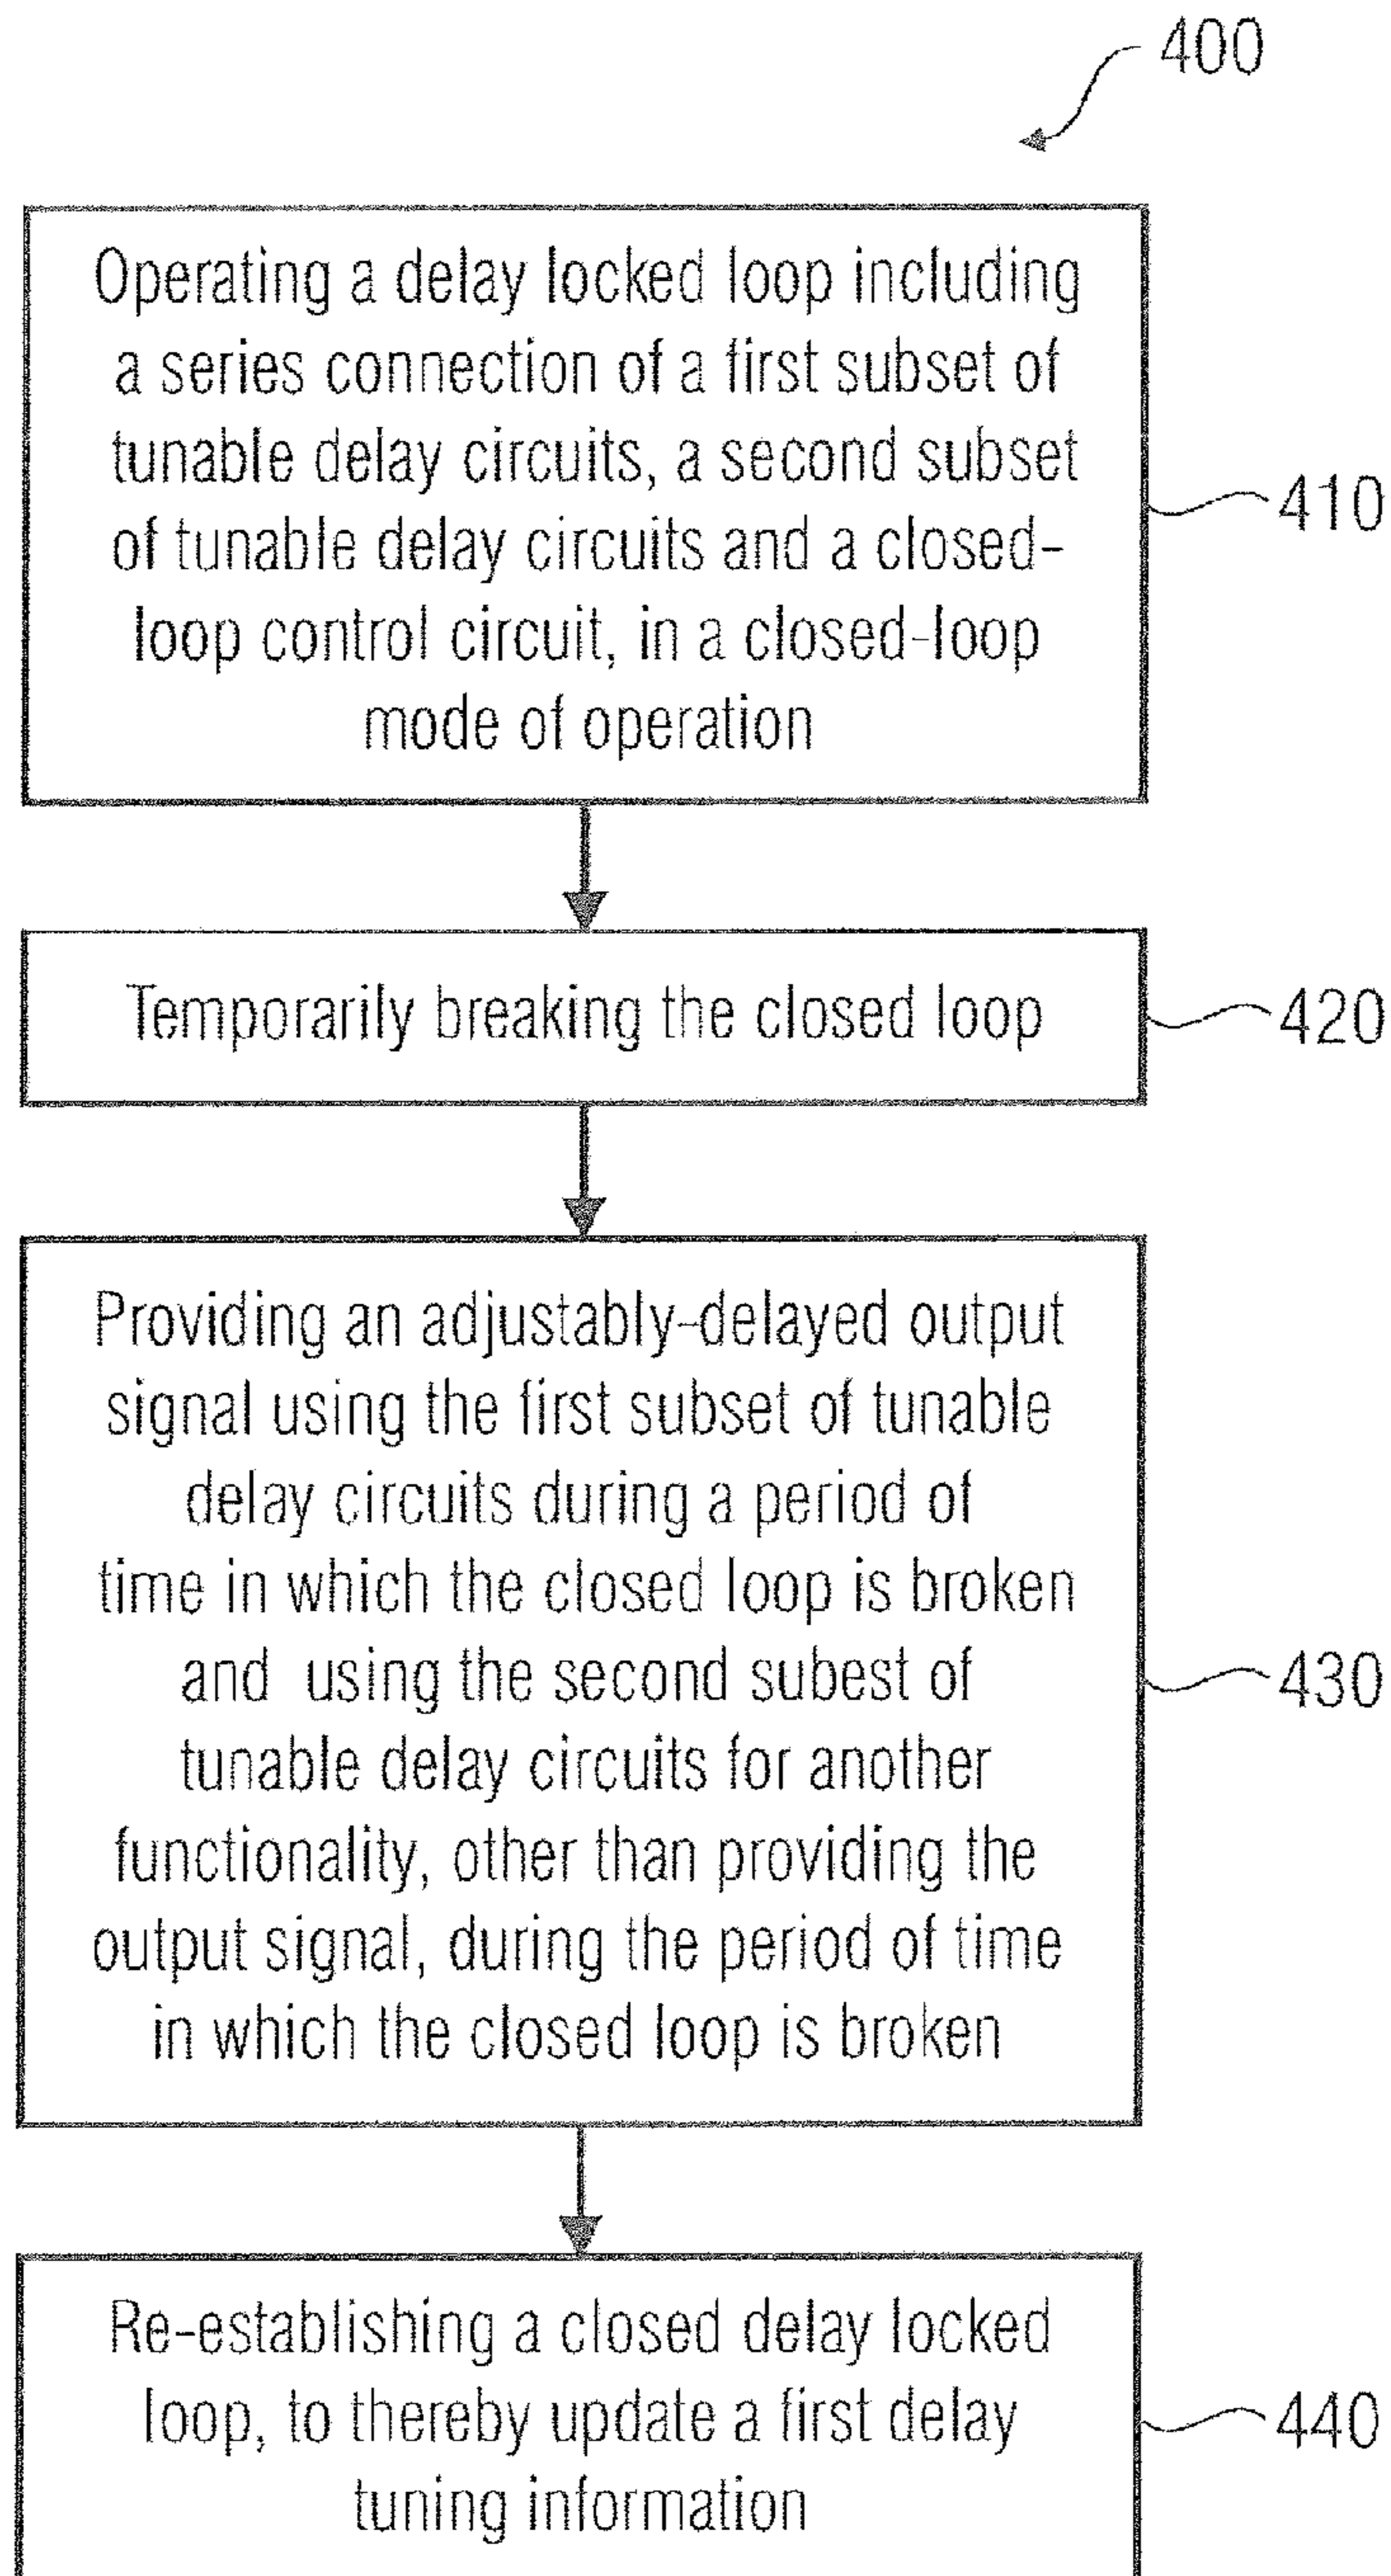 400
Operating a delay locked loop including
a series connection of a first subset of
tunable delay circuits, a second subset
of tunable delay circuits and a closed-
loop control circuit, in a closed-loop
mode of operation
410
Temporarily breaking the closed loop
420
Providing an adjustably-delayed output
signal using the first subset of tunable
delay circuits during a period of
time in which the closed loop is broken
and using the second subest of
tunable delay circuits for another
functionality, other than providing the
output signal, during the period of time
in which the closed loop is broken
430
Re-establishing a closed delay locked
loop, to thereby update a first delay
tuning information
440